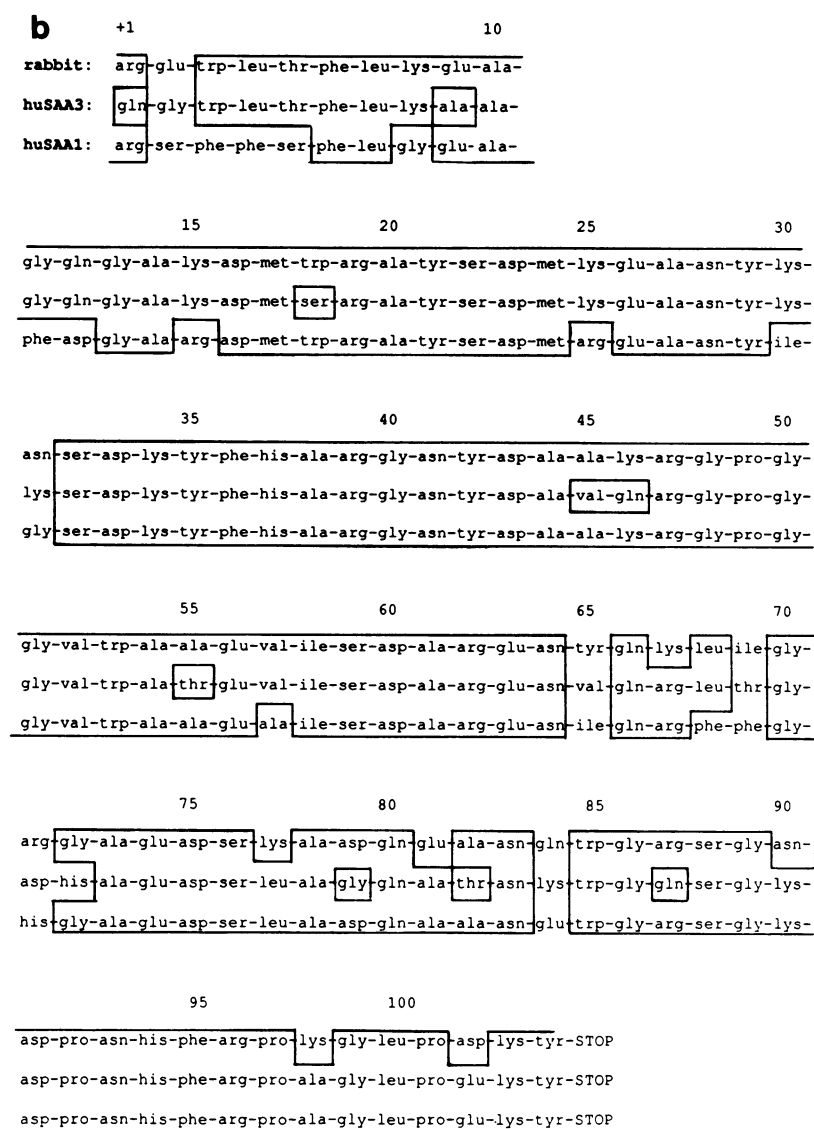 b
+1 10
rabbit: arg-glu-trp-leu-thr-phe-leu-lys-glu-ala-
huSAA3: gln-gly-trp-leu-thr-phe-leu-lys-ala-ala-
huSAA1: arg-ser-phe-phe-ser-phe-leu-gly-glu-ala-
15 20 25 30
gly-gln-gly-ala-lys-asp-met-trp-arg-ala-tyr-ser-asp-met-lys-glu-ala-asn-tyr-lys-
gly-gln-gly-ala-lys-asp-met-ser-arg-ala-tyr-ser-asp-met-lys-glu-ala-asn-tyr-lys-
phe-asp-gly-ala-arg-asp-met-trp-arg-ala-tyr-ser-asp-met-arg-glu-ala-asn-tyr-ile-
35 40 45 50
asn-ser-asp-lys-tyr-phe-his-ala-arg-gly-asn-tyr-asp-ala-ala-lys-arg-gly-pro-gly-
lys-ser-asp-lys-tyr-phe-his-ala-arg-gly-asn-tyr-asp-ala-val-gln-arg-gly-pro-gly-
gly-ser-asp-lys-tyr-phe-his-ala-arg-gly-asn-tyr-asp-ala-ala-lys-arg-gly-pro-gly-
55 60 65 70
gly-val-trp-ala-ala-glu-val-ile-ser-asp-ala-arg-glu-asn-tyr-gln-lys-leu-ile-gly-
gly-val-trp-ala-thr-glu-val-ile-ser-asp-ala-arg-glu-asn-val-gln-arg-leu-thr-gly-
gly-val-trp-ala-ala-glu-ala-ile-ser-asp-ala-arg-glu-asn-ile-gln-arg-phe-phe-gly-
75 80 85 90
arg-gly-ala-glu-asp-ser-lys-ala-asp-gln-glu-ala-asn-gln-trp-gly-arg-ser-gly-asn-
asp-his-ala-glu-asp-ser-leu-ala-gly-gln-ala-thr-asn-lys-trp-gly-gln-ser-gly-lys-
his-gly-ala-glu-asp-ser-leu-ala-asp-gln-ala-ala-asn-glu-trp-gly-arg-ser-gly-lys-
95 100
asp-pro-asn-his-phe-arg-pro-lys-gly-leu-pro-asp-lys-tyr-STOP
asp-pro-asn-his-phe-arg-pro-ala-gly-leu-pro-glu-lys-tyr-STOP
asp-pro-asn-his-phe-arg-pro-ala-gly-leu-pro-glu-lys-tyr-STOP